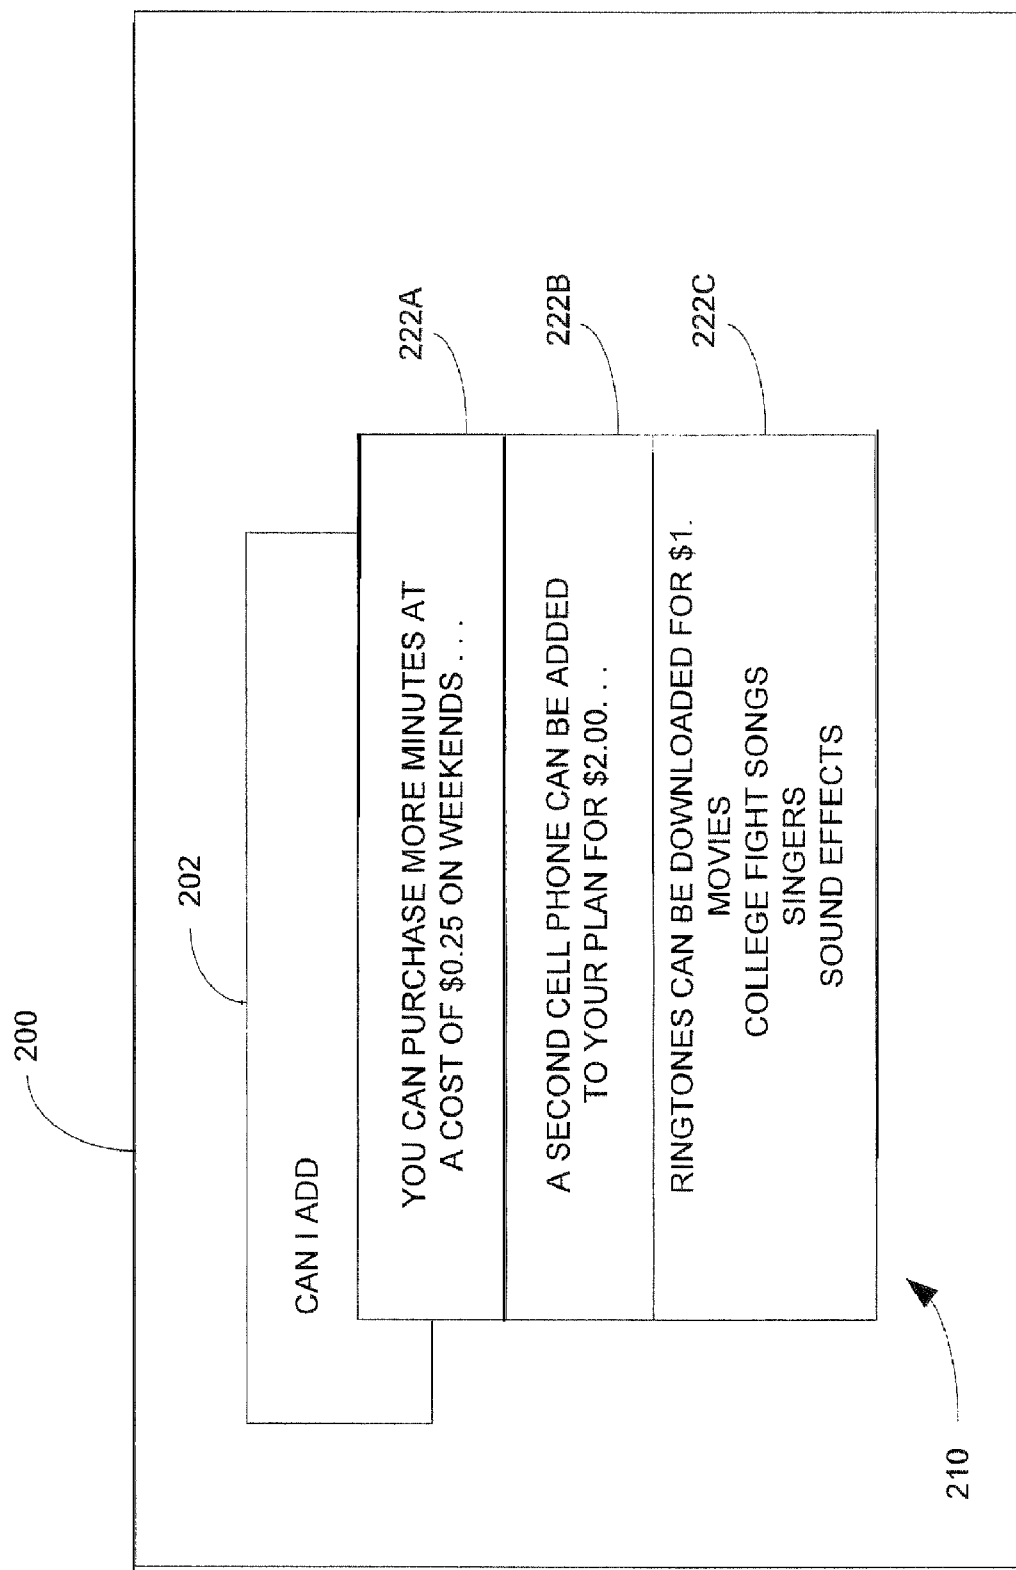 200
202
CAN I ADD
YOU CAN PURCHASE MORE MINUTES AT
A COST OF $0.25 ON WEEKENDS . . .
222A
A SECOND CELL PHONE CAN BE ADDED
TO YOUR PLAN FOR $2.00. . .
222B
RINGTONES CAN BE DOWNLOADED FOR $1.
MOVIES
COLLEGE FIGHT SONGS
SINGERS
SOUND EFFECTS
222C
210